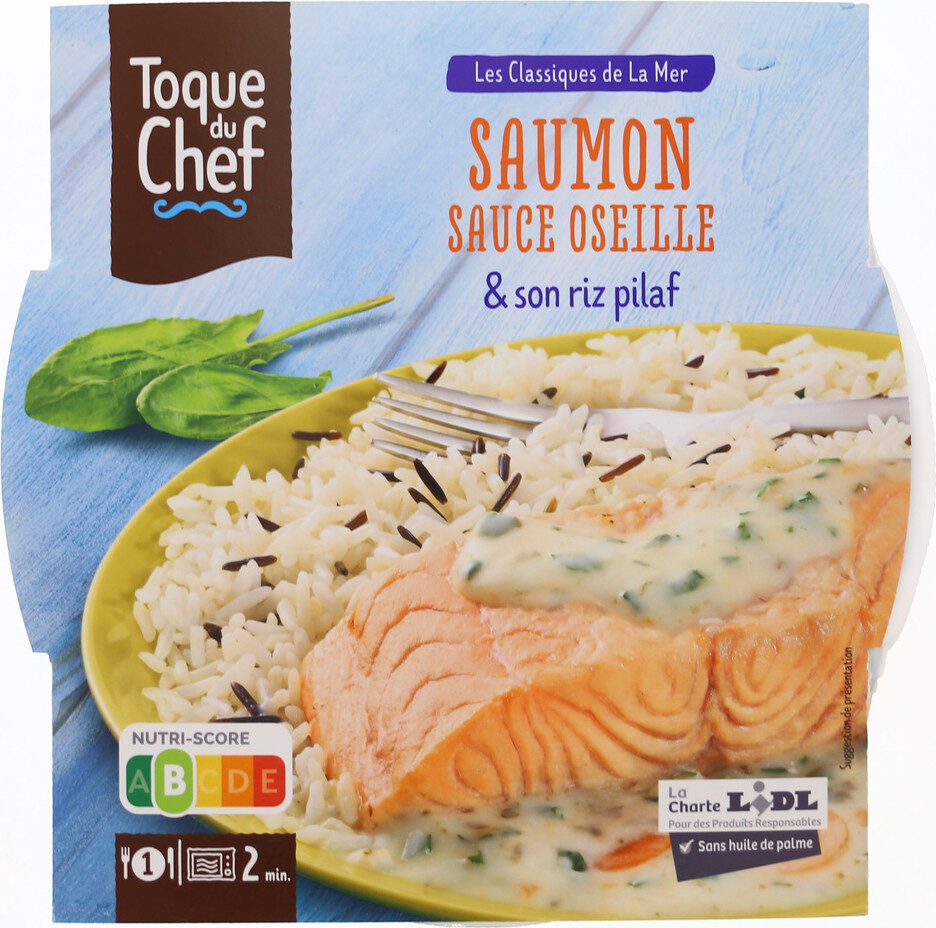 Toque
du
Chef
Les Classiques de La Mer
SAUMON
SAUCE OSEILLE
& son riz pilaf
Suggestion de présentation
NUTRI-SCORE
A B C D E
1
2 min.
La
Charte LIDL
Pour des Produits Responsables
Sans huile de palme